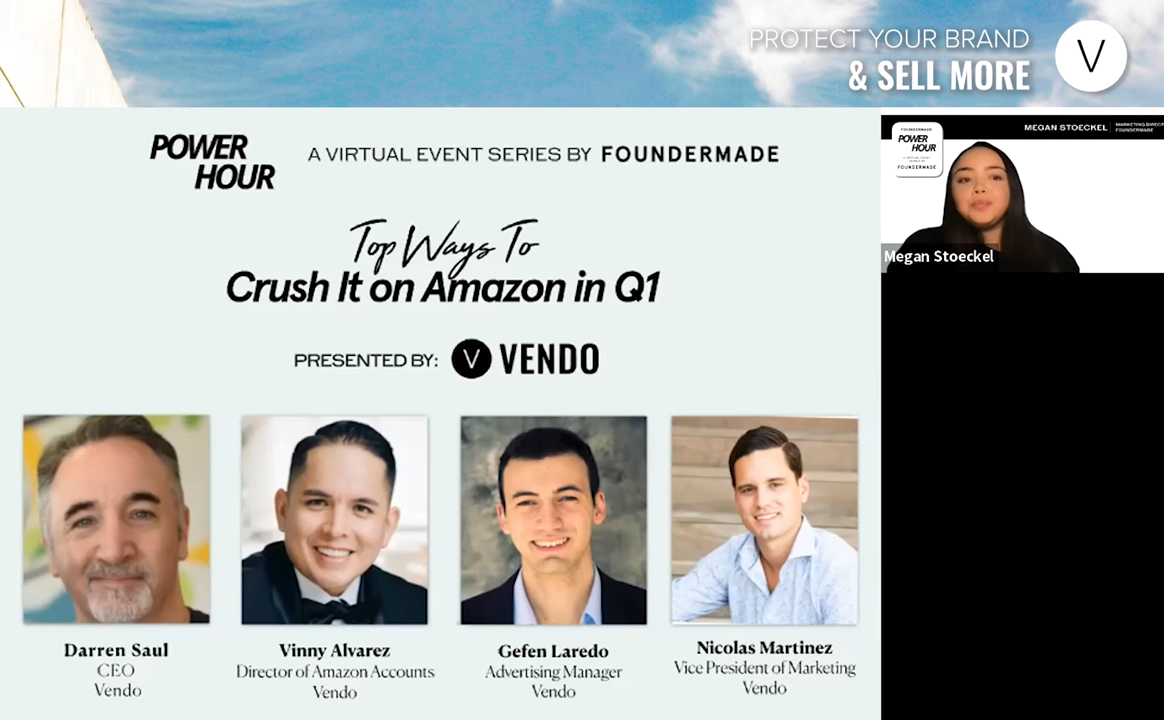 PROTECT YOUR BRAND
& SELL MORE
V
POWER
HOUR
A VIRTUAL EVENT SERIES BY FOUNDERMADE
Top Ways To
Crush It on Amazon in Q1
PRESENTED BY: V VENDO
Darren Saul
CEO
Vendo
Vinny Alvarez
Director of Amazon Accounts
Vendo
Gefen Laredo
Advertising Manager
Vendo
Nicolas Martinez
Vice President of Marketing
Vendo
MEGAN STOECKEL
FOUNDERMADE
FOUNDERMADE
POWER
HOUR
FOUNDERMADE
Megan Stoeckel